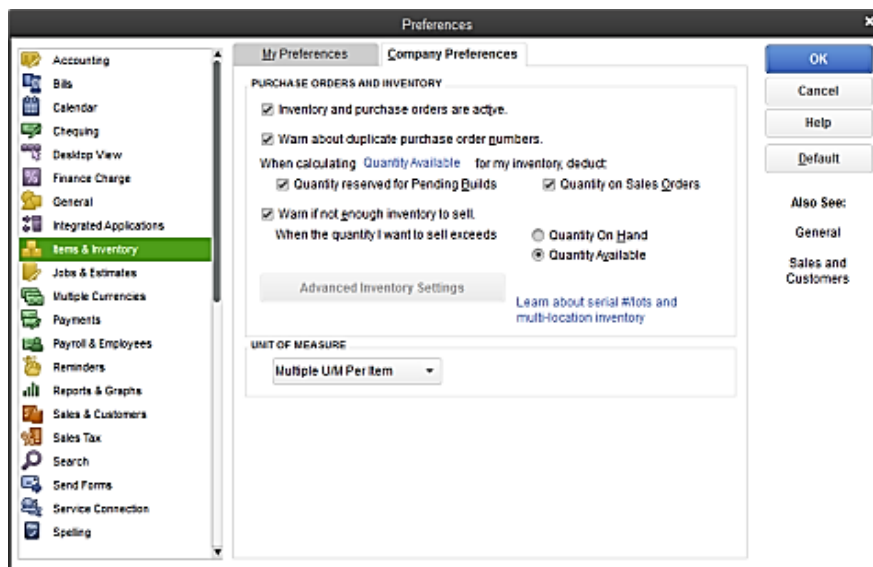 Preferences
Accounting
Bills
Calendar
Chequing
Desktop View
Finance Charge
General
Integrated Applications
Items & Inventory
Jobs & Estimates
Multiple Currencies
Payments
Payroll & Employees
Reminders
Reports & Graphs
Sales & Customers
Sales Tax
Search
Send Forms
Service Connection
Spelling
My Preferences
Company Preferences
PURCHASE ORDERS AND INVENTORY
Inventory and purchase orders are active.
Warn about duplicate purchase order numbers.
When calculating Quantity Available for my inventory, deduct:
Quantity reserved for Pending Builds Quantity on Sales Orders
Warn if not enough inventory to sell.
When the quantity I want to sell exceeds Quantity On Hand
Quantity Available
Advanced Inventory Settings
Learn about serial #/lots and
multi-location inventory
UNIT OF MEASURE
Multiple U/M Per Item
OK
Cancel
Help
Default
Also See:
General
Sales and
Customers